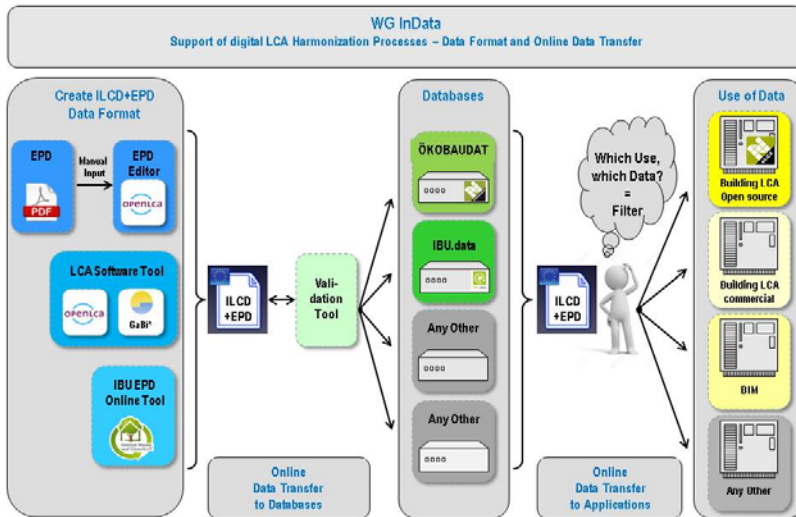 WG InData
Support of digital LCA Harmonization Processes – Data Format and Online Data Transfer
Create ILCD+EPD
Data Format
EPD
PDF
Manual
Input
EPD
Editor
OPENLCA
LCA Software Tool
OPENLCA
GaBi*
IBU EPD
Online Tool
ILCD
+EPD
Vali-
dation
Tool
Online
Data Transfer
to Databases
Databases
ÖKOBAUDAT
IBU.data
Any Other
Any Other
ILCD
+EPD
Which Use,
which Data?
=
Filter
Online
Data Transfer
to Applications
Use of Data
Building LCA
Open source
Building LCA
commercial
BIM
Any Other